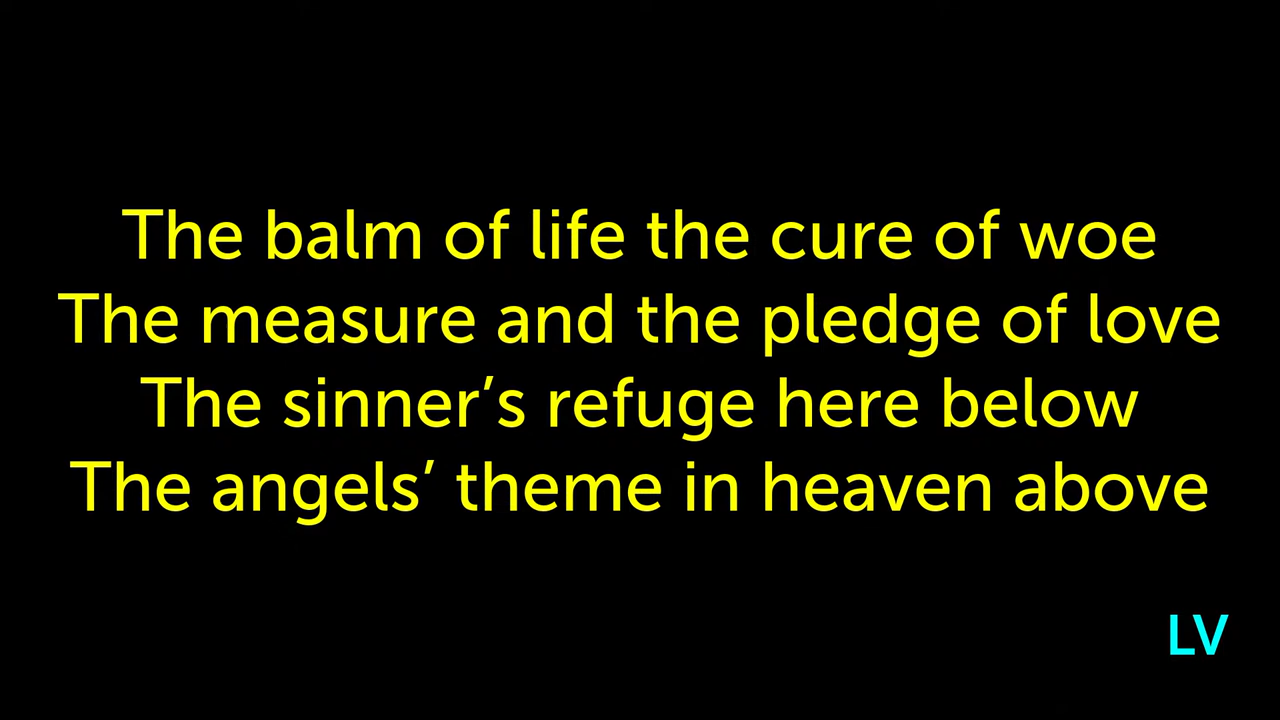 The balm of life the cure of woe
The measure and the pledge of love
The sinner’s refuge here below
The angels’ theme in heaven above
LV